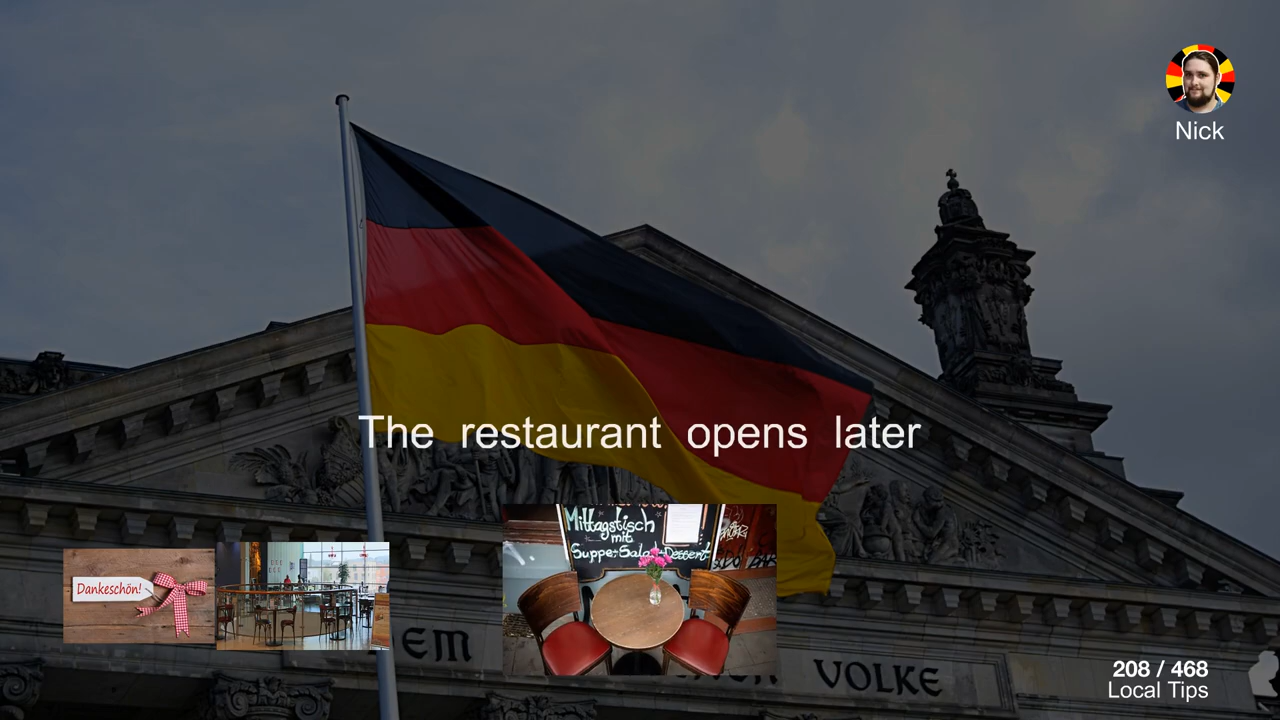 Nick
The restaurant opens later
Mittagstisch
mit
Suppe+Salat+Dessert
Dankeschön!
EM
VOLKE
208 / 468
Local Tips